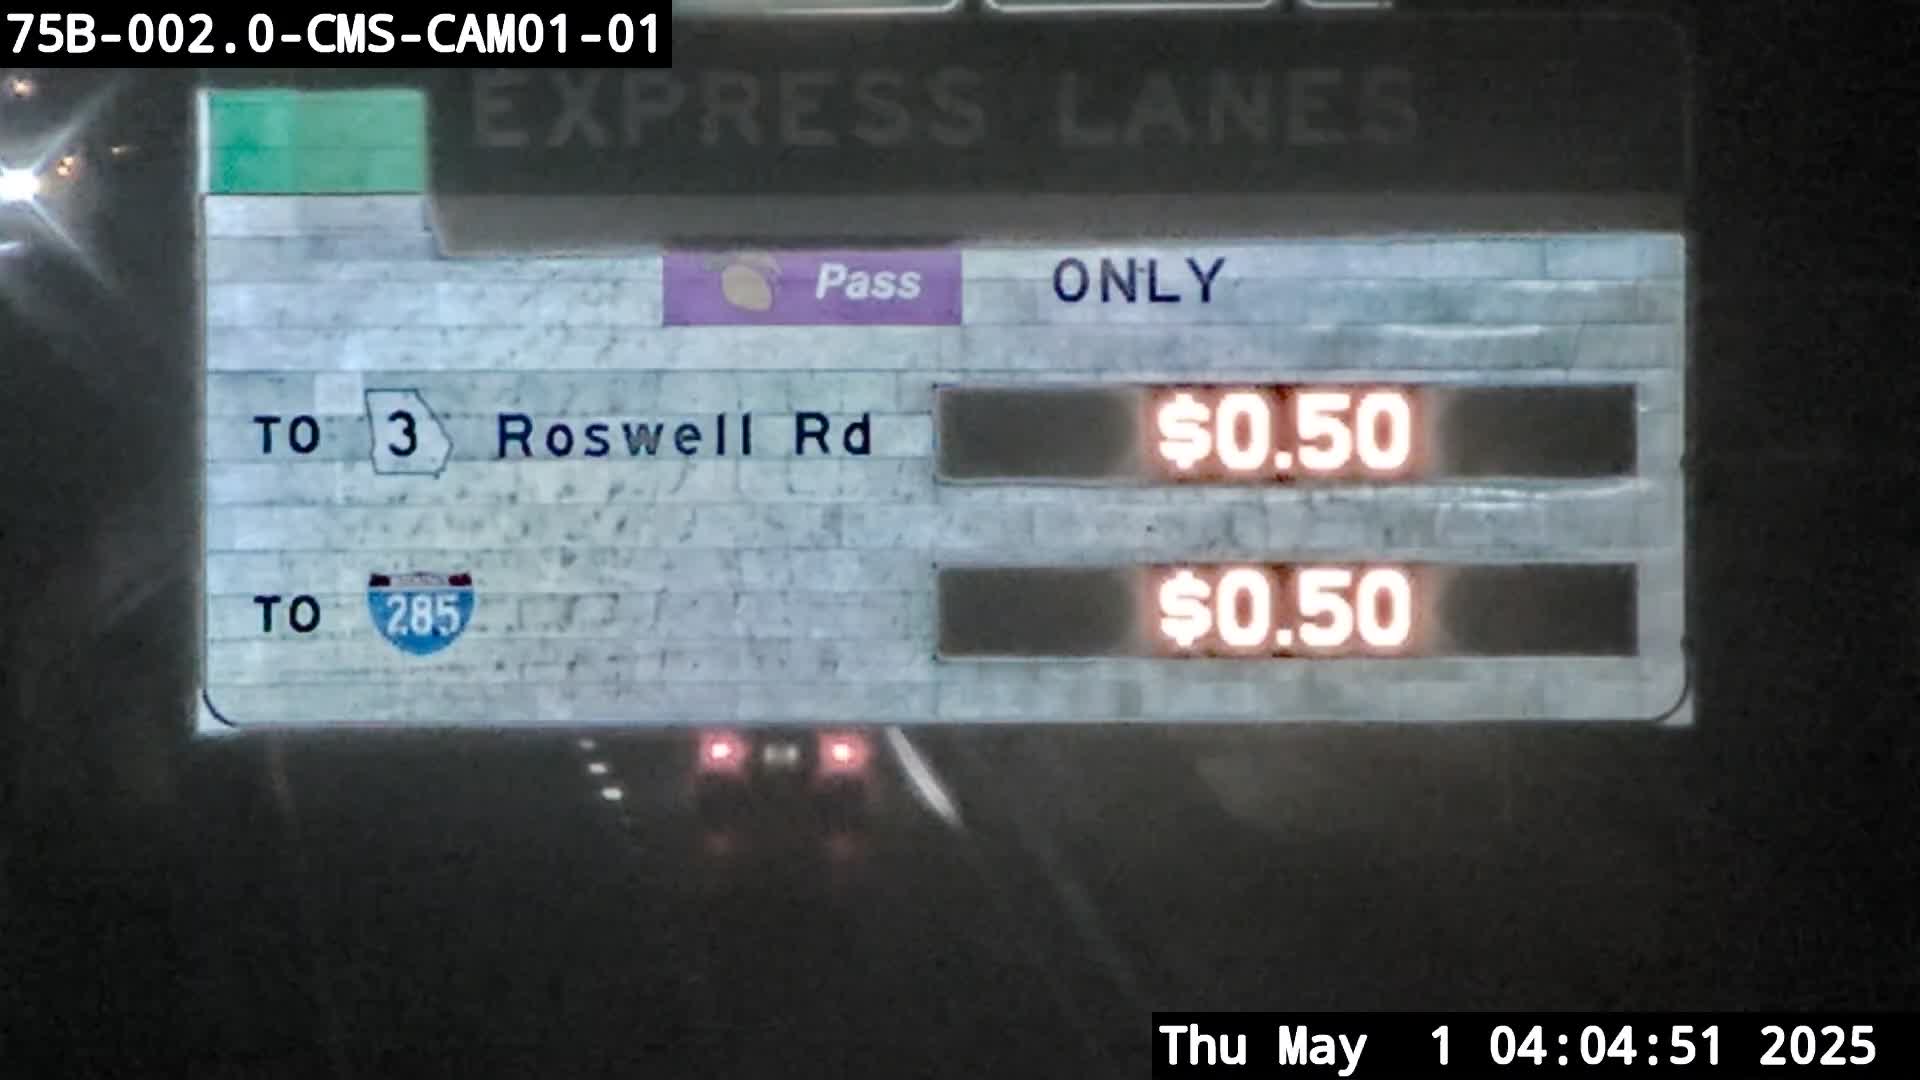 75B-002.0-CMS-CAM01-01
EXPRESS LANES
Pass ONLY
TO 3 Roswell Rd $0.50
TO 285 $0.50
Thu May 1 04:04:51 2025